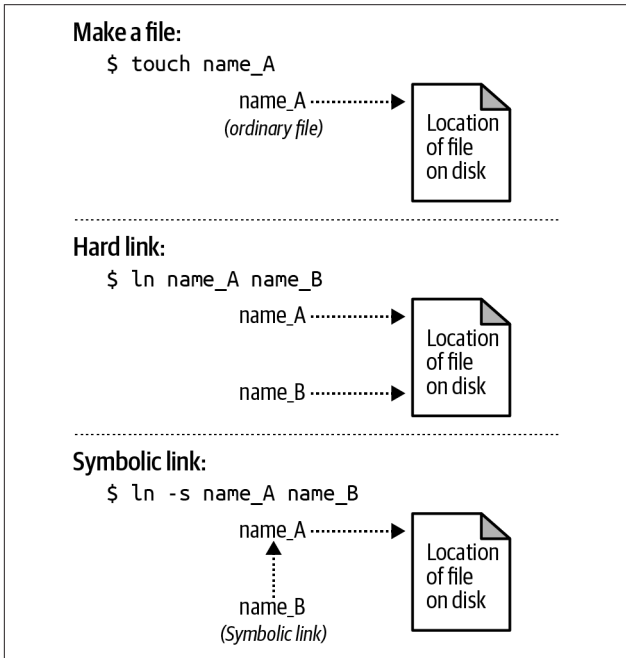 Make a file:
$ touch name_A
name_A
(ordinary file)
Location
of file
on disk
Hard link:
$ ln name_A name_B
name_A
name_B
Location
of file
on disk
Symbolic link:
$ ln -s name_A name_B
name_A
name_B
(Symbolic link)
Location
of file
on disk